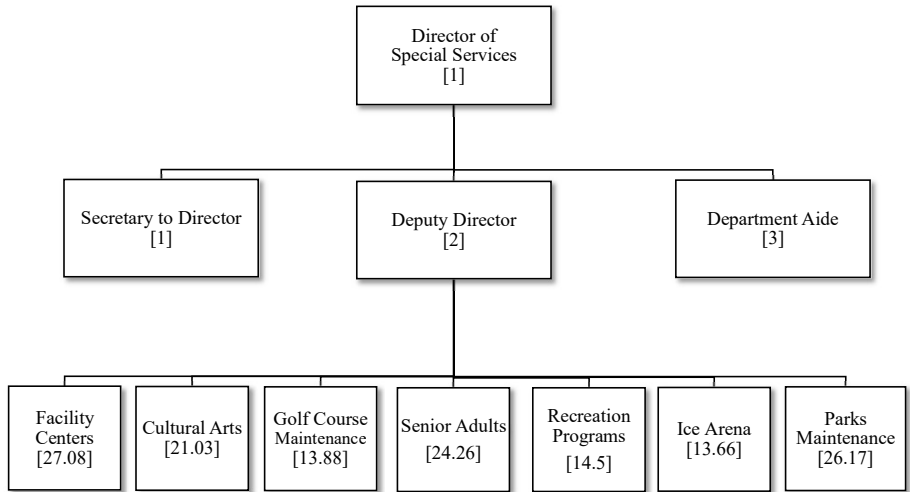 Director of
Special Services
[1]
Secretary to Director
[1]
Deputy Director
[2]
Department Aide
[3]
Facility
Centers
[27.08]
Cultural Arts
[21.03]
Golf Course
Maintenance
[13.88]
Senior Adults
[24.26]
Recreation
Programs
[14.5]
Ice Arena
[13.66]
Parks
Maintenance
[26.17]